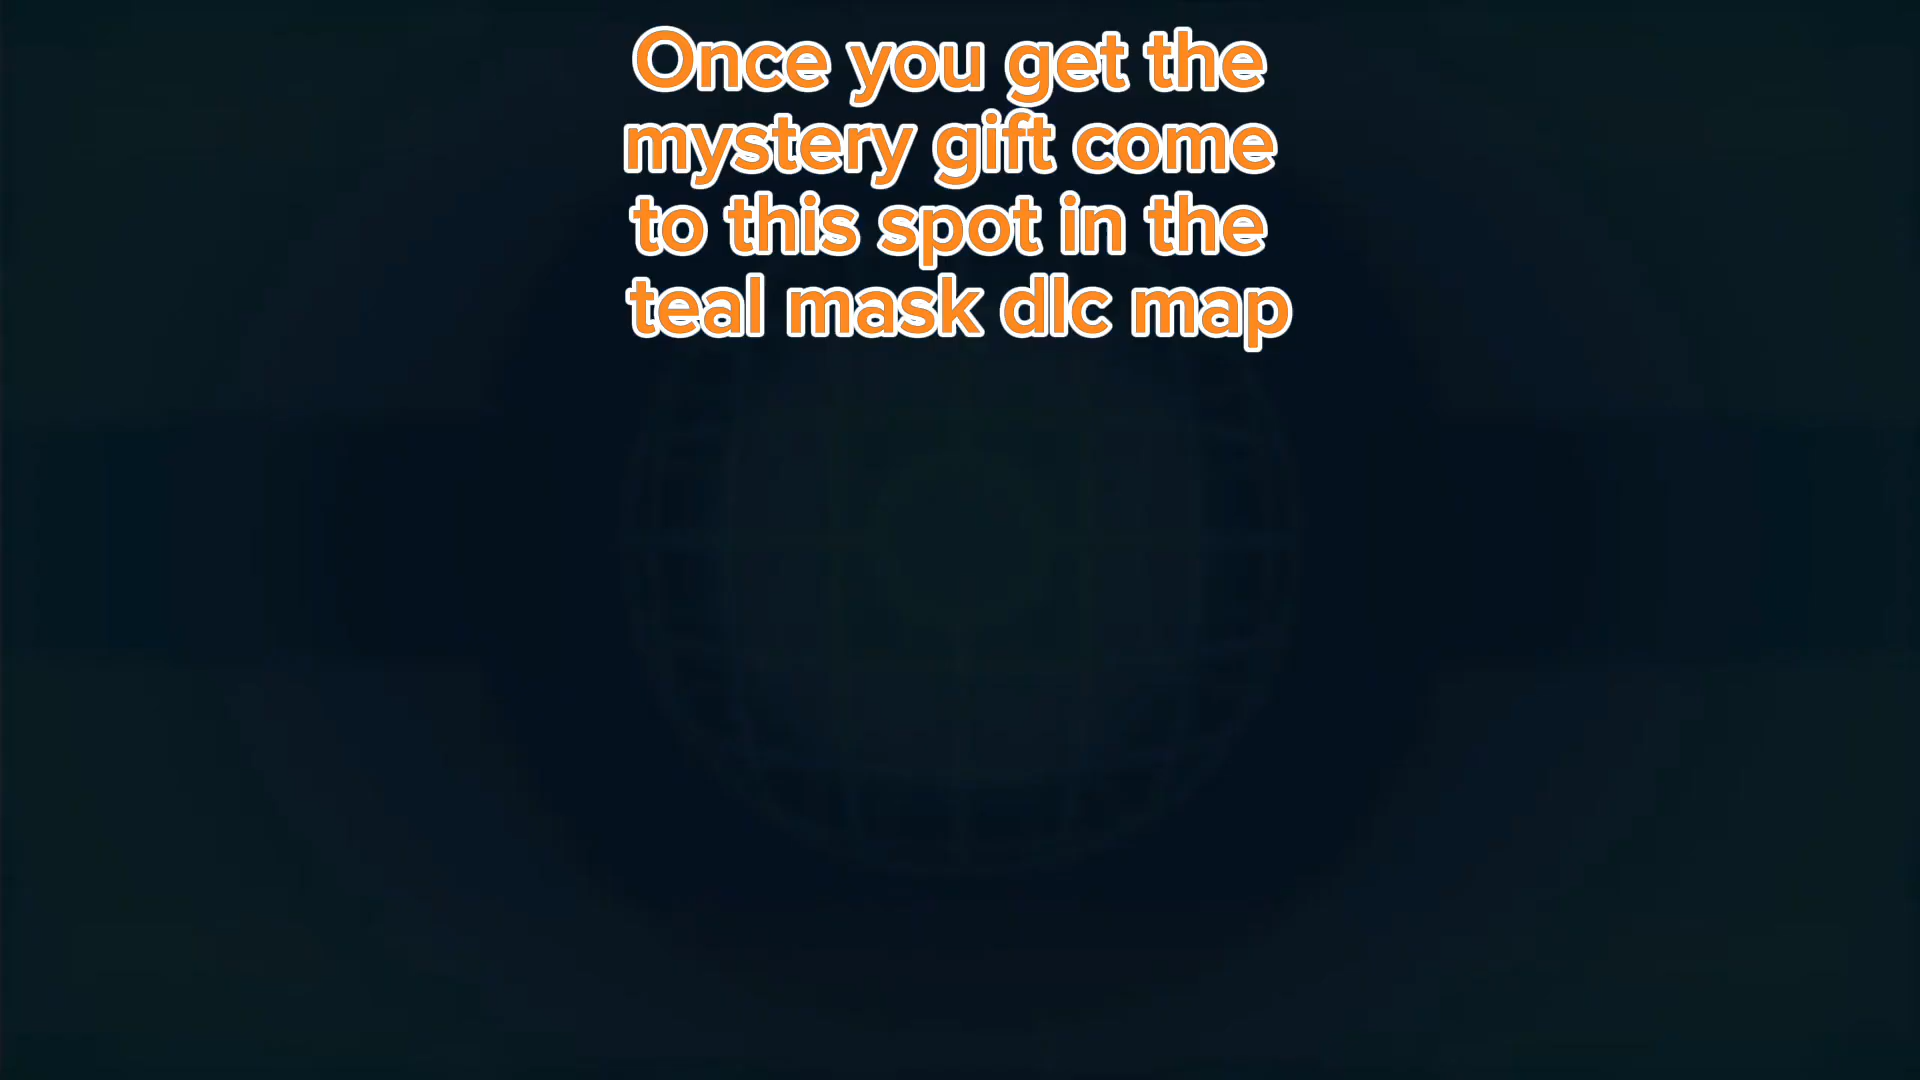 Once you get the
mystery gift come
to this spot in the
teal mask dlc map